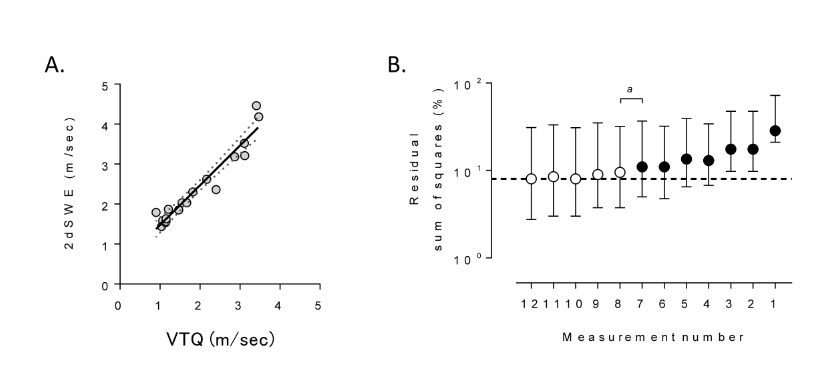 A.
5
4
3
2
1
0
0 1 2 3 4 5
2dSWE (m/sec)
VTQ (m/sec)
B.
10²
10¹
10⁰
Residual
sum of squares (%)
a
12 11 10 9 8 7 6 5 4 3 2 1
Measurement number